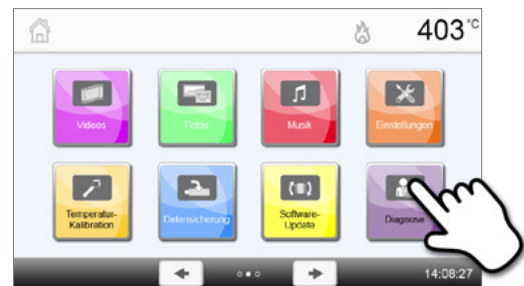 403 °C
Videos
Fotos
Musik
Einstellungen
Temperatur-
Kalibration
Datensicherung
Software-
Update
Diagnose
14:08:27